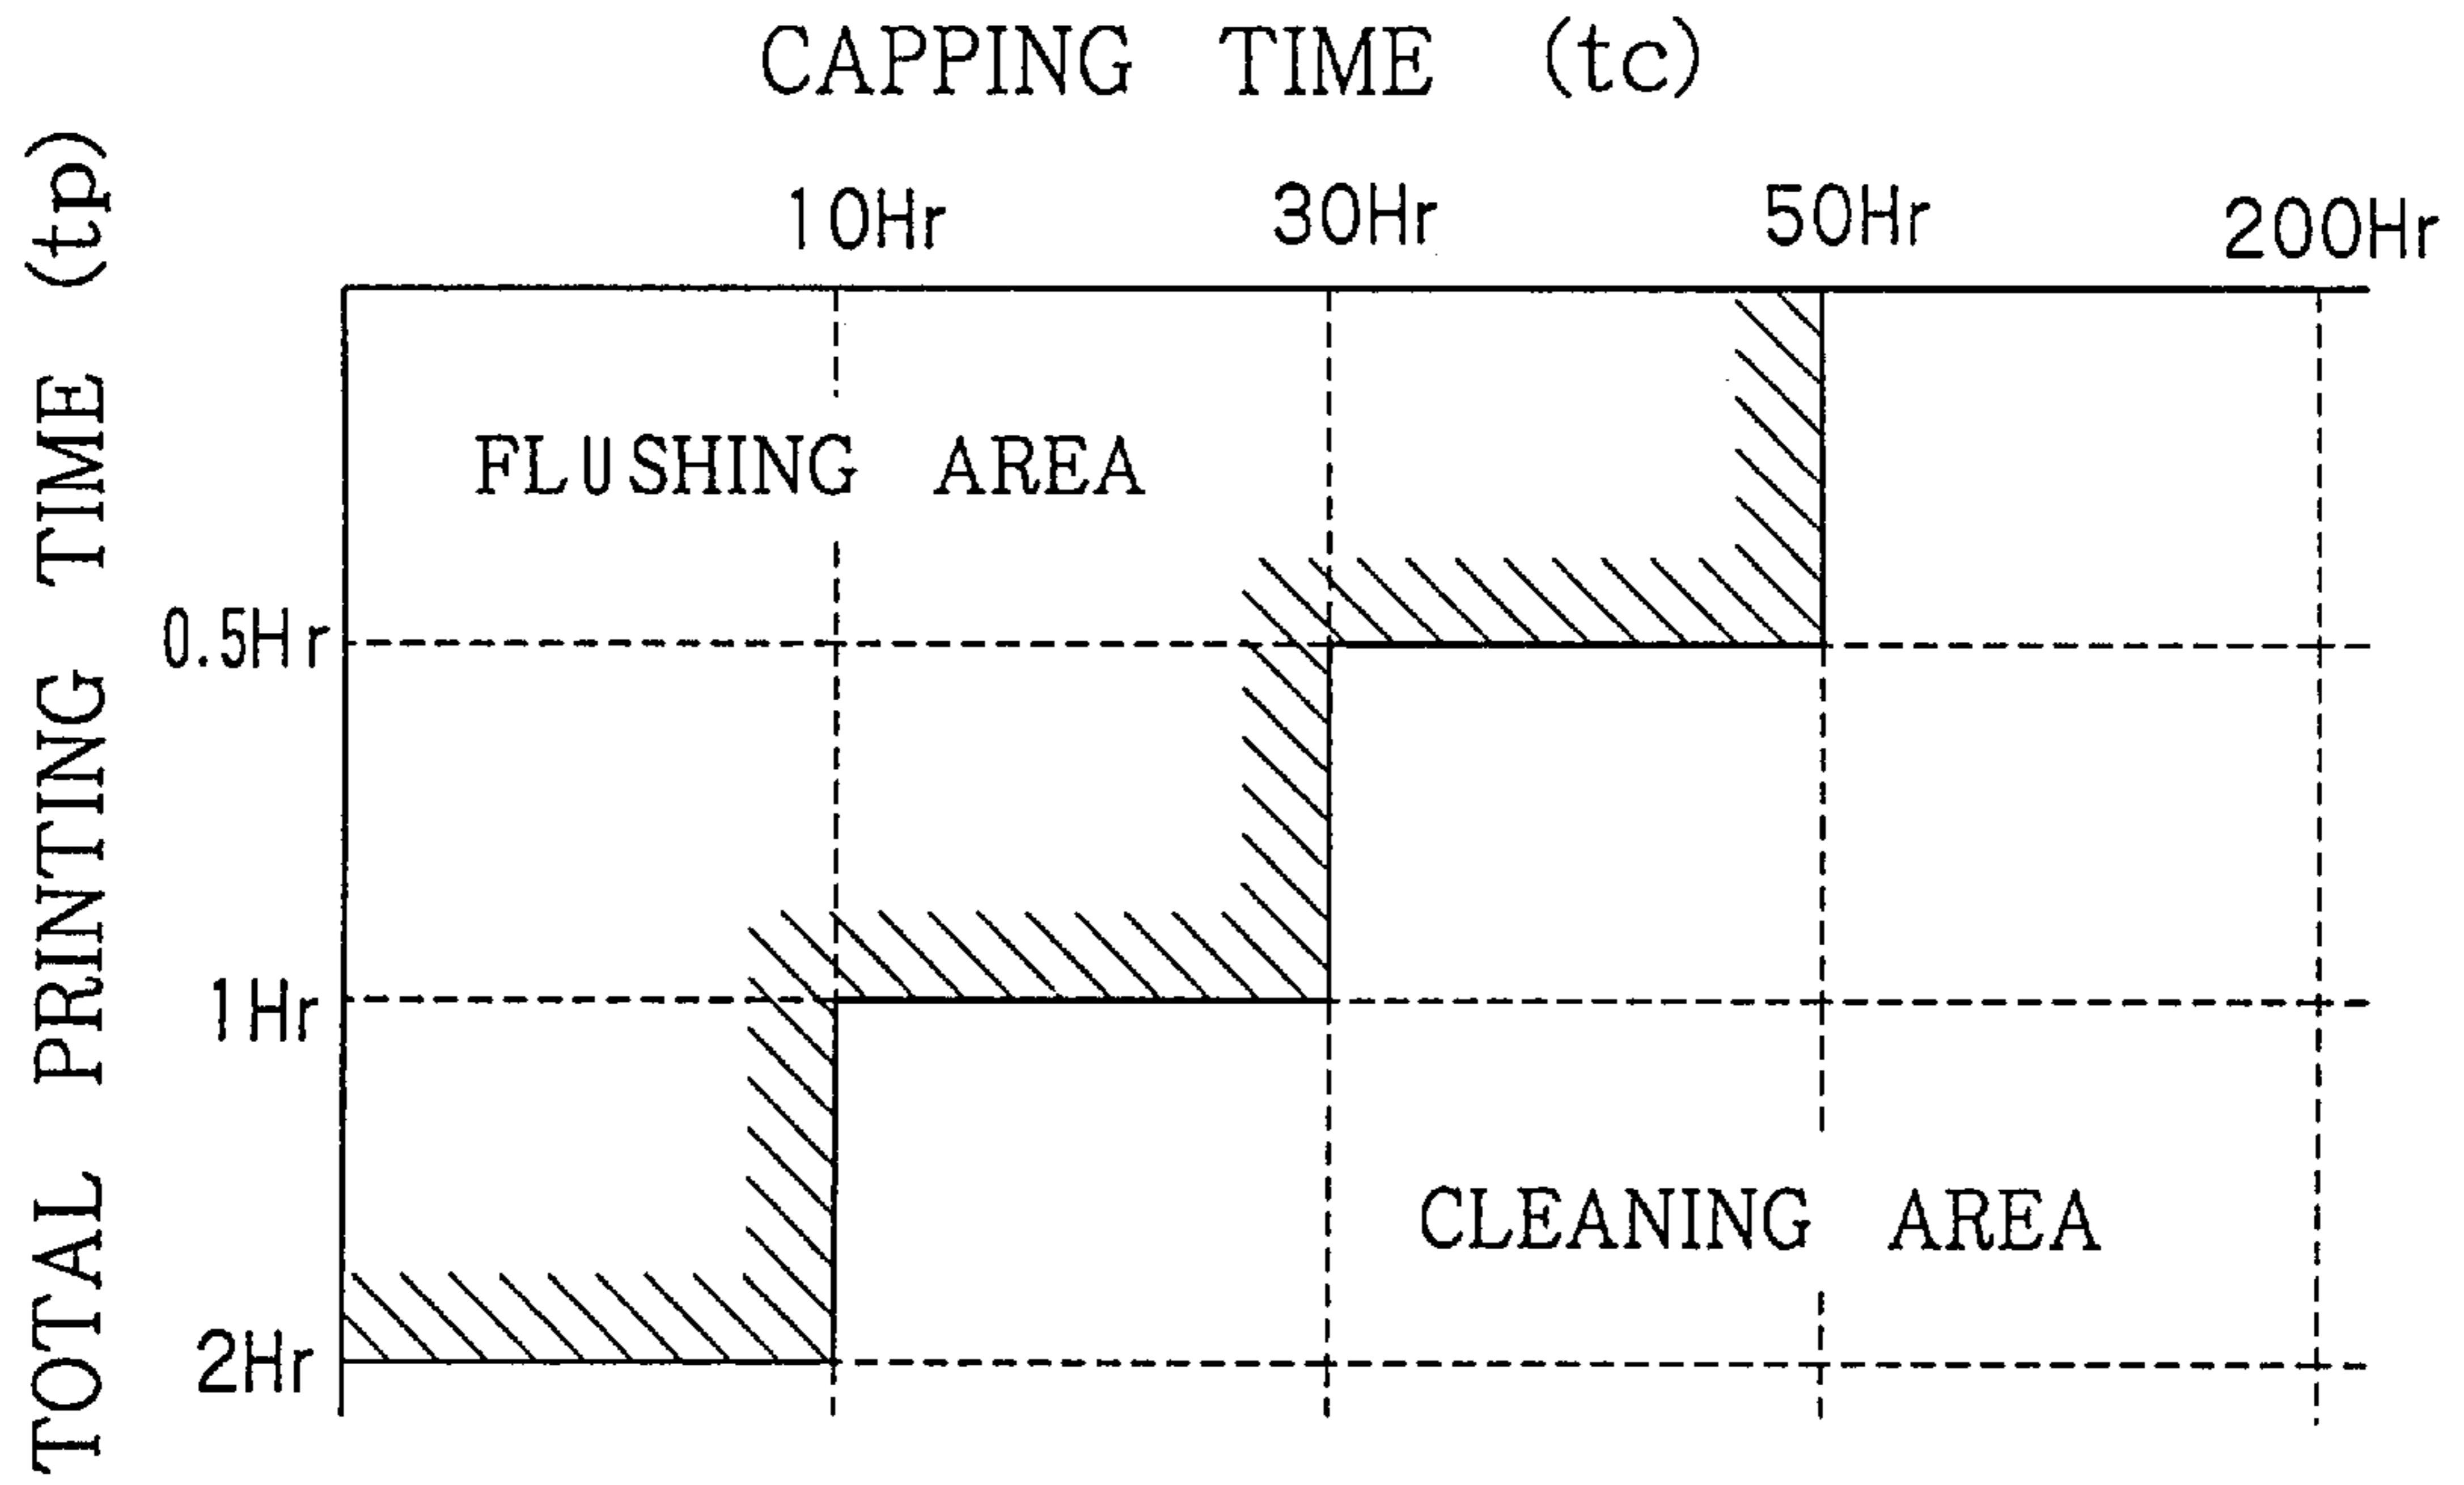 CAPPING TIME (tc)
TOTAL PRINTING TIME (tp)
10Hr 30Hr 50Hr 200Hr
FLUSHING AREA
0.5Hr
1Hr
CLEANING AREA
2Hr